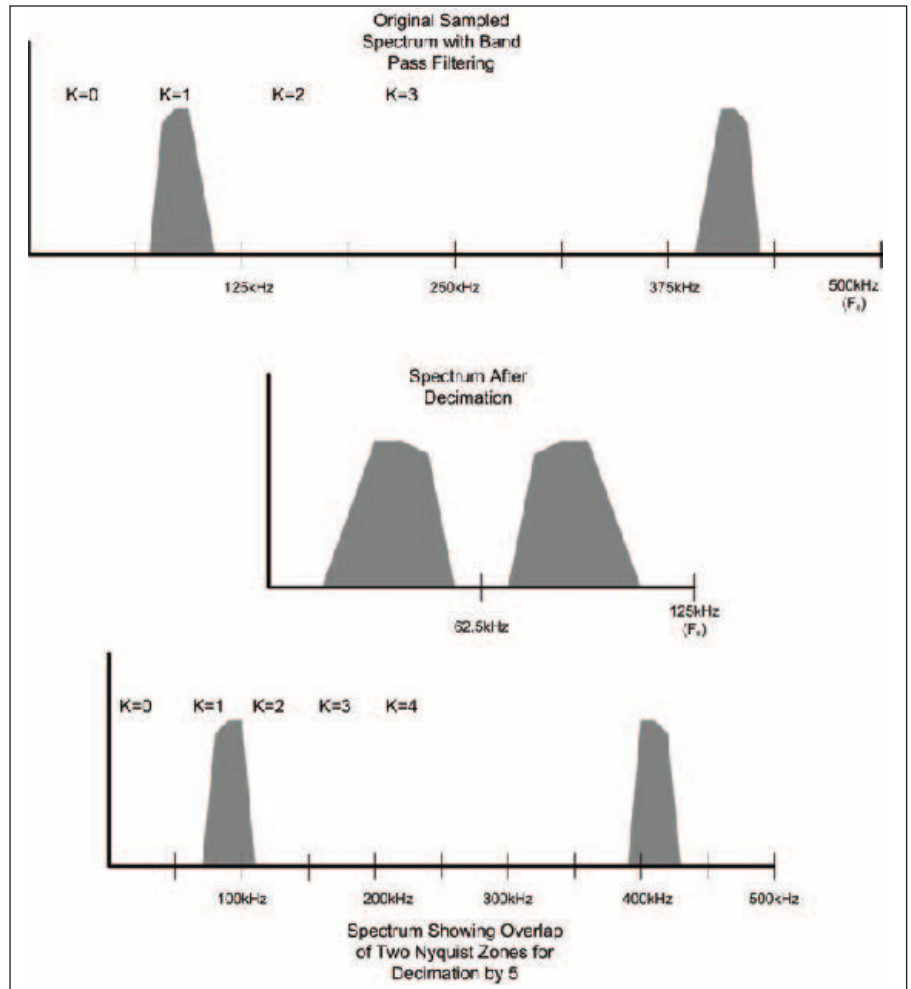 Original Sampled
Spectrum with Band
Pass Filtering
K=0 K=1 K=2 K=3
125kHz 250kHz 375kHz 500kHz
(Fₛ)
Spectrum After
Decimation
62.5kHz 125kHz
(Fₛ)
K=0 K=1 K=2 K=3 K=4
100kHz 200kHz 300kHz 400kHz 500kHz
Spectrum Showing Overlap
of Two Nyquist Zones for
Decimation by 5